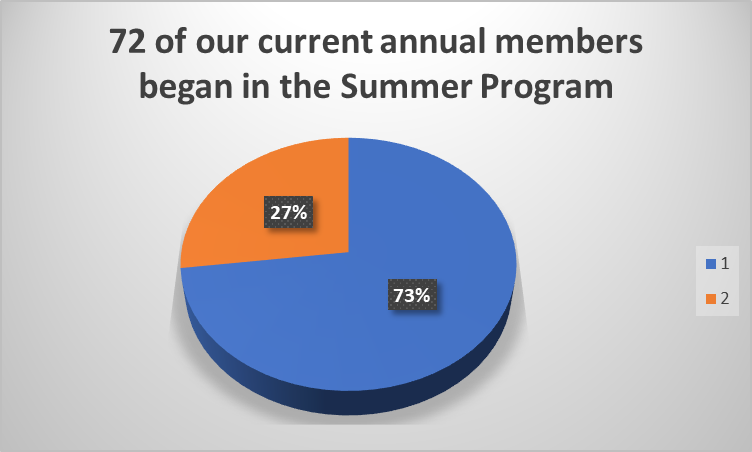 72 of our current annual members
began in the Summer Program
27%
73%
1
2